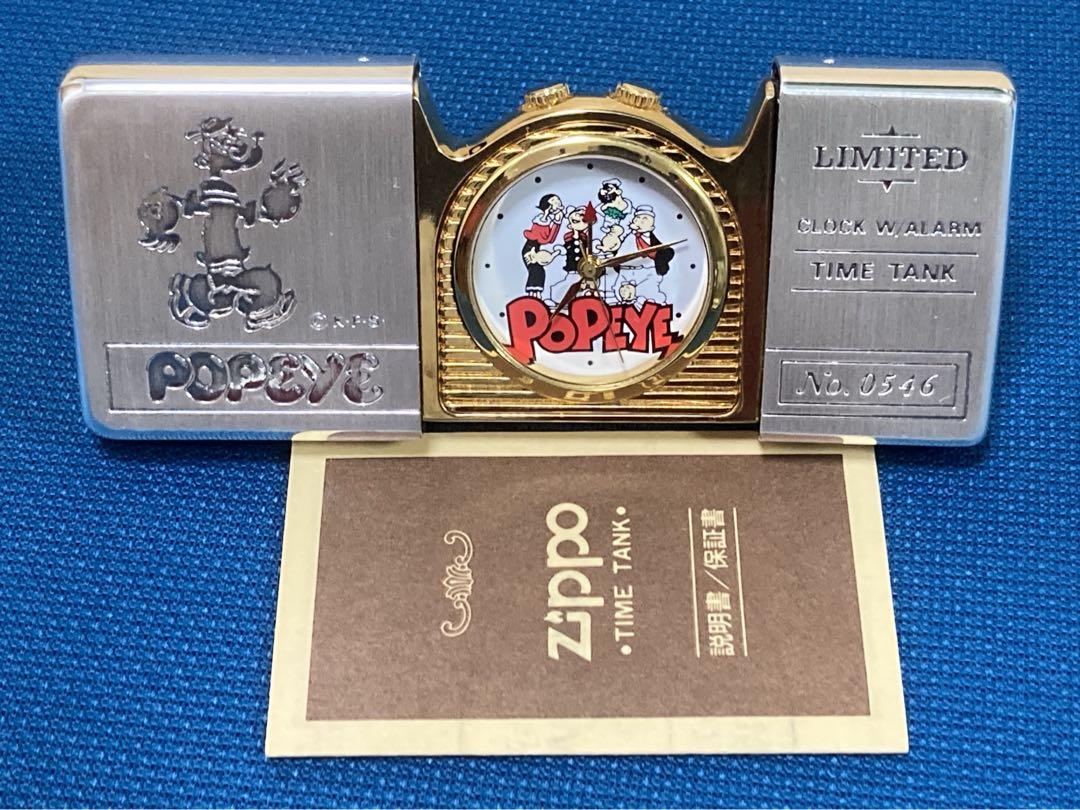 ©K.F.S.
POPEYE
POPEYE
LIMITED
CLOCK W/ALARM
TIME TANK
No. 0546
Zippo
•TIME TANK•
説明書/保証書